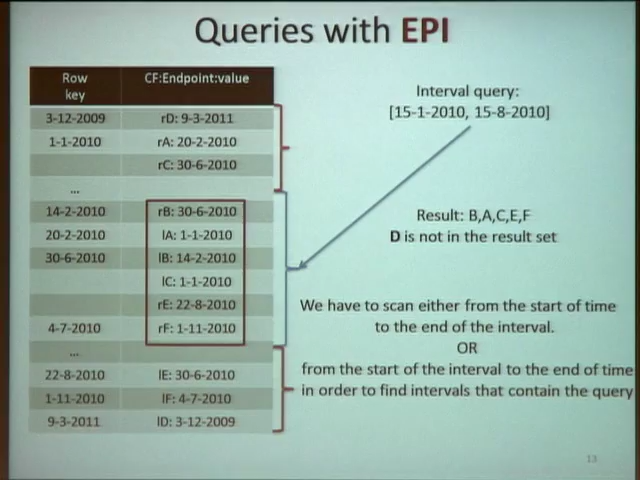 Queries with EPI
Row key CF:Endpoint:value
3-12-2009 rD: 9-3-2011
1-1-2010 rA: 20-2-2010
rC: 30-6-2010
...
14-2-2010 rB: 30-6-2010
20-2-2010 lA: 1-1-2010
30-6-2010 lB: 14-2-2010
lC: 1-1-2010
rE: 22-8-2010
4-7-2010 rF: 1-11-2010
...
22-8-2010 lE: 30-6-2010
1-11-2010 lF: 4-7-2010
9-3-2011 lD: 3-12-2009
Interval query:
[15-1-2010, 15-8-2010]
Result: B,A,C,E,F
D is not in the result set
We have to scan either from the start of time
to the end of the interval.
OR
from the start of the interval to the end of time
in order to find intervals that contain the query
13